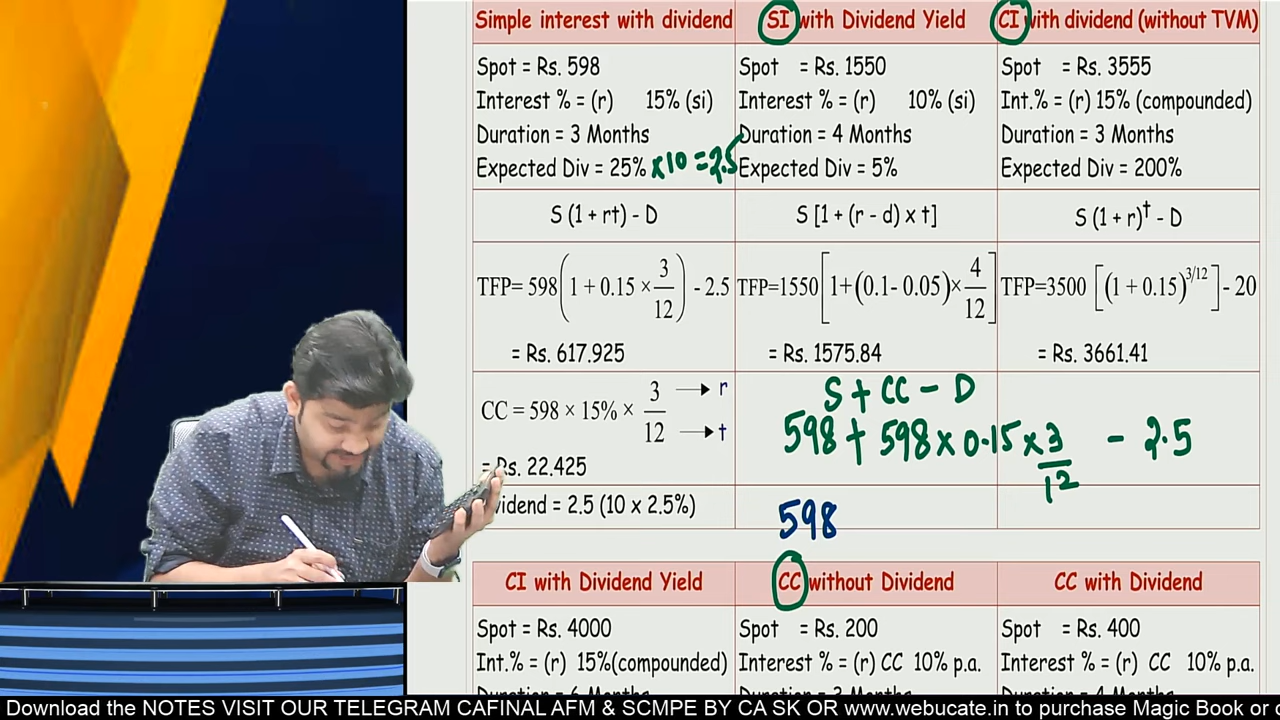 Simple interest with dividend
SI with Dividend Yield
CI with dividend (without TVM)
Spot = Rs. 598
Interest % = (r) 15% (si)
Duration = 3 Months
Expected Div = 25% x10 = 2.5
Spot = Rs. 1550
Interest % = (r) 10% (si)
Duration = 4 Months
Expected Div = 5%
Spot = Rs. 3555
Int.% = (r) 15% (compounded)
Duration = 3 Months
Expected Div = 200%
S (1 + rt) - D
S [1 + (r - d) x t]
S (1 + r)^t - D
TFP= 598(1 + 0.15 × 3/12) - 2.5
= Rs. 617.925
TFP=1550[1+(0.1- 0.05)× 4/12]
= Rs. 1575.84
TFP=3500 [(1 + 0.15)^3/12] - 20
= Rs. 3661.41
CC = 598 × 15% × 3/12 → r → t
= Rs. 22.425
S + CC - D
598 + 598 x 0.15 x 3/12 - 2.5
vidend = 2.5 (10 x 2.5%)
598
CI with Dividend Yield
CC without Dividend
CC with Dividend
Spot = Rs. 4000
Int.% = (r) 15%(compounded)
Spot = Rs. 200
Interest % = (r) CC 10% p.a.
Spot = Rs. 400
Interest % = (r) CC 10% p.a.
Download the NOTES VISIT OUR TELEGRAM CAFINAL AFM & SCMPE BY CA SK OR www.webucate.in to purchase Magic Book or